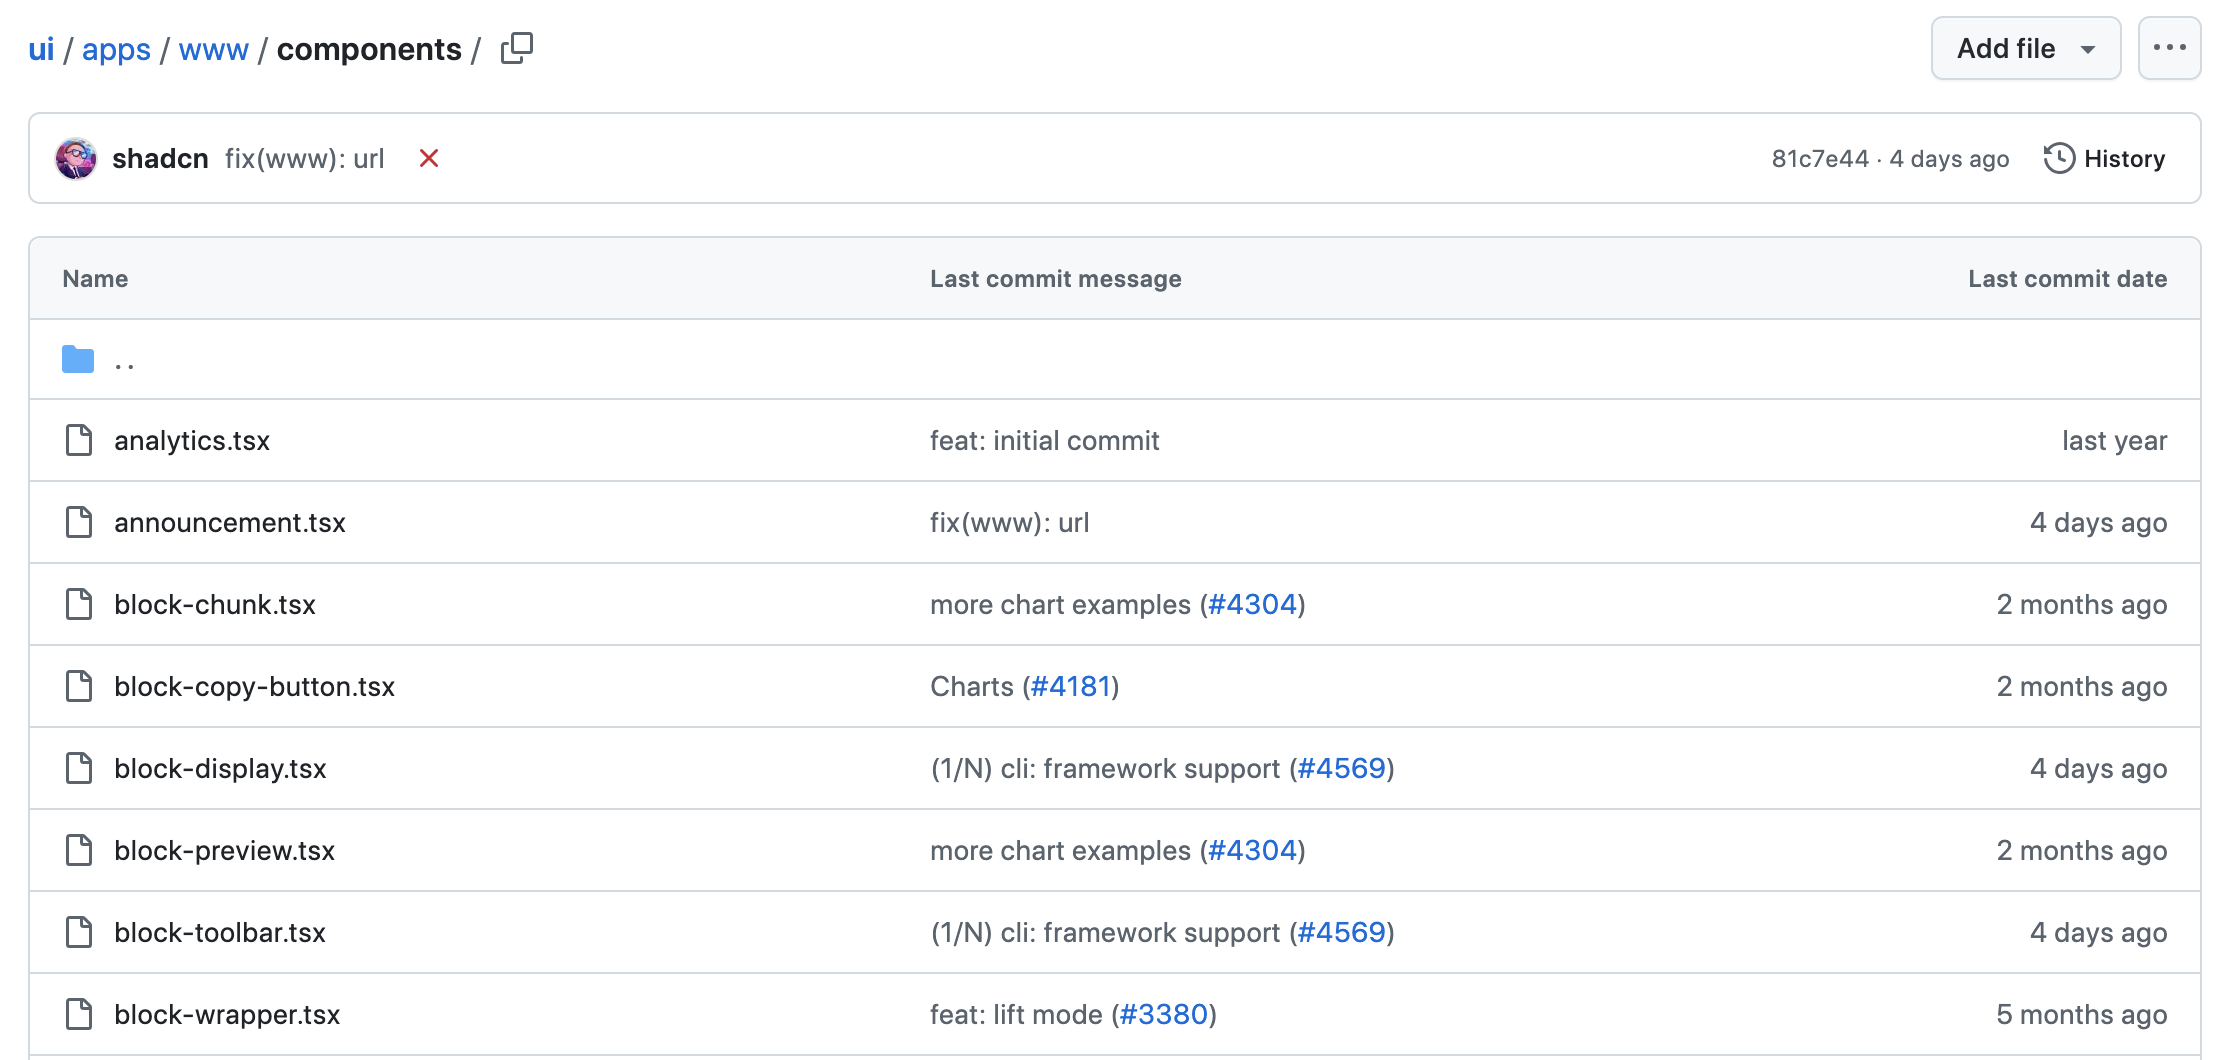 ui / apps / www / components /
Add file
shadcn fix(www): url
81c7e44 · 4 days ago History
Name Last commit message Last commit date
..
analytics.tsx feat: initial commit last year
announcement.tsx fix(www): url 4 days ago
block-chunk.tsx more chart examples (#4304) 2 months ago
block-copy-button.tsx Charts (#4181) 2 months ago
block-display.tsx (1/N) cli: framework support (#4569) 4 days ago
block-preview.tsx more chart examples (#4304) 2 months ago
block-toolbar.tsx (1/N) cli: framework support (#4569) 4 days ago
block-wrapper.tsx feat: lift mode (#3380) 5 months ago